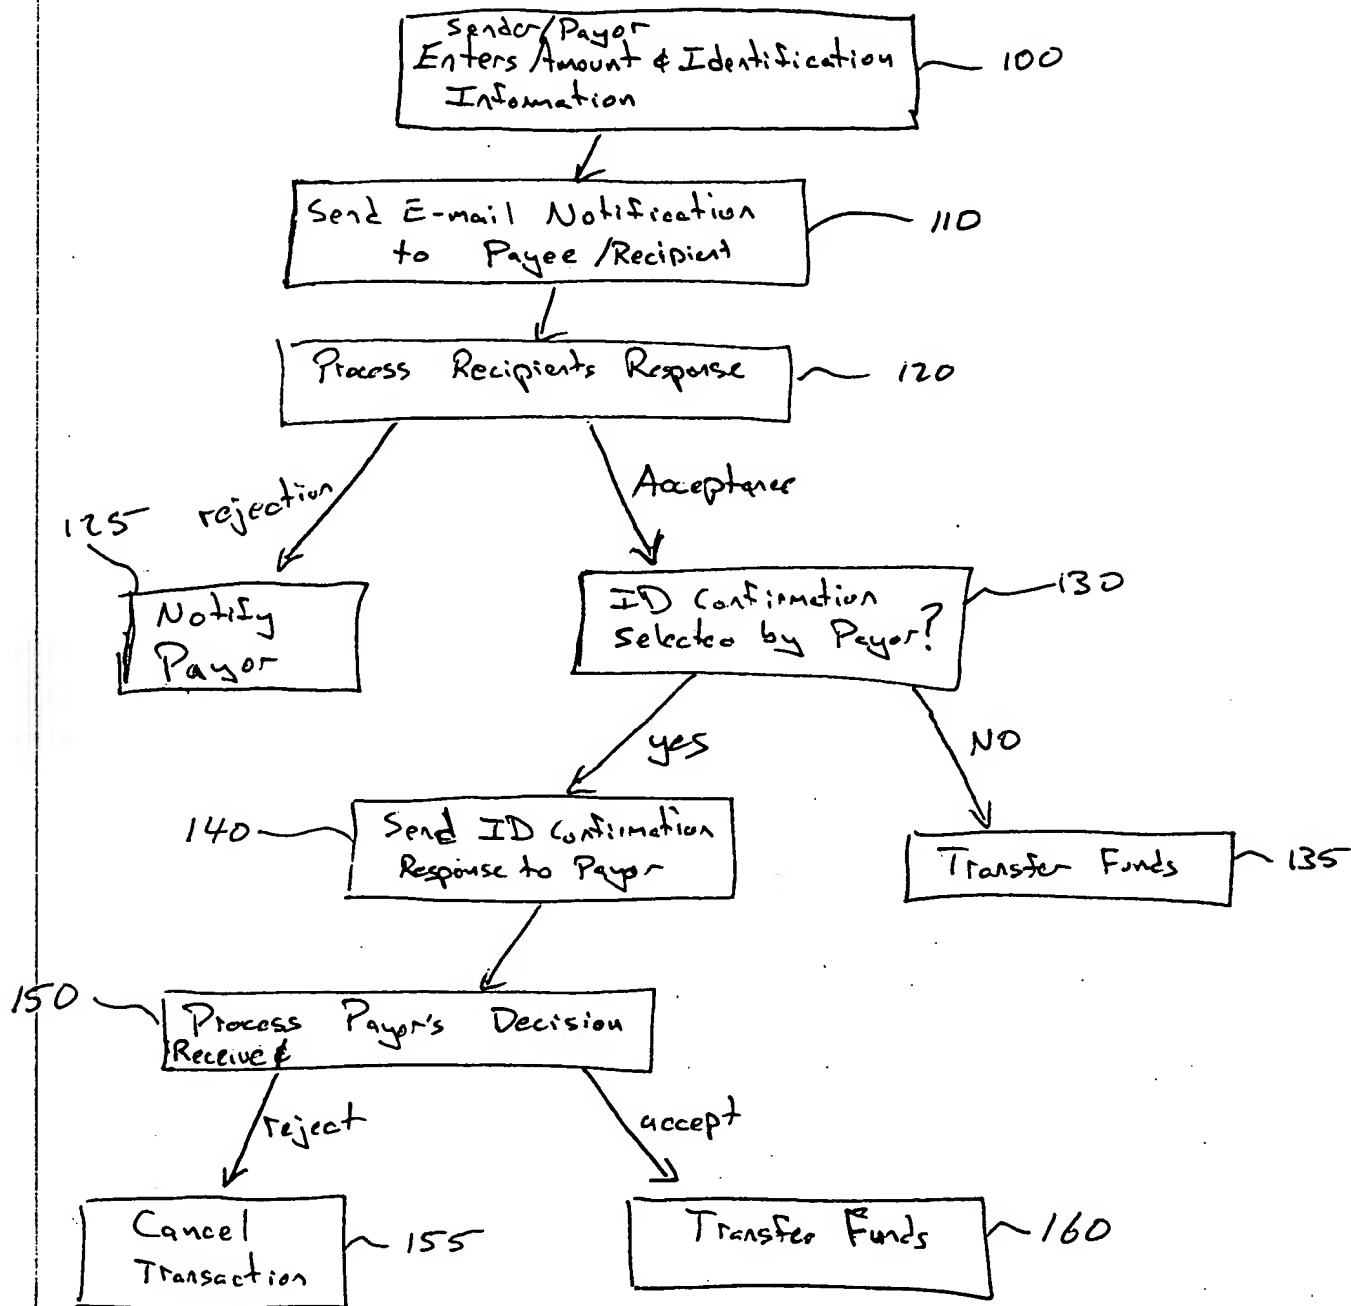 Sender/Payor
Enters Amount & Identification
Information
100
Send E-mail Notification
to Payee /Recipient
110
Process Recipients Response
120
rejection
Acceptance
125
Notify
Payor
ID Confirmation
selected by Payor?
130
yes
NO
140
Send ID Confirmation
Response to Payor
Transfer Funds
135
150
Process Payor's Decision
Receive &
reject
accept
Cancel
Transaction
155
Transfer Funds
160